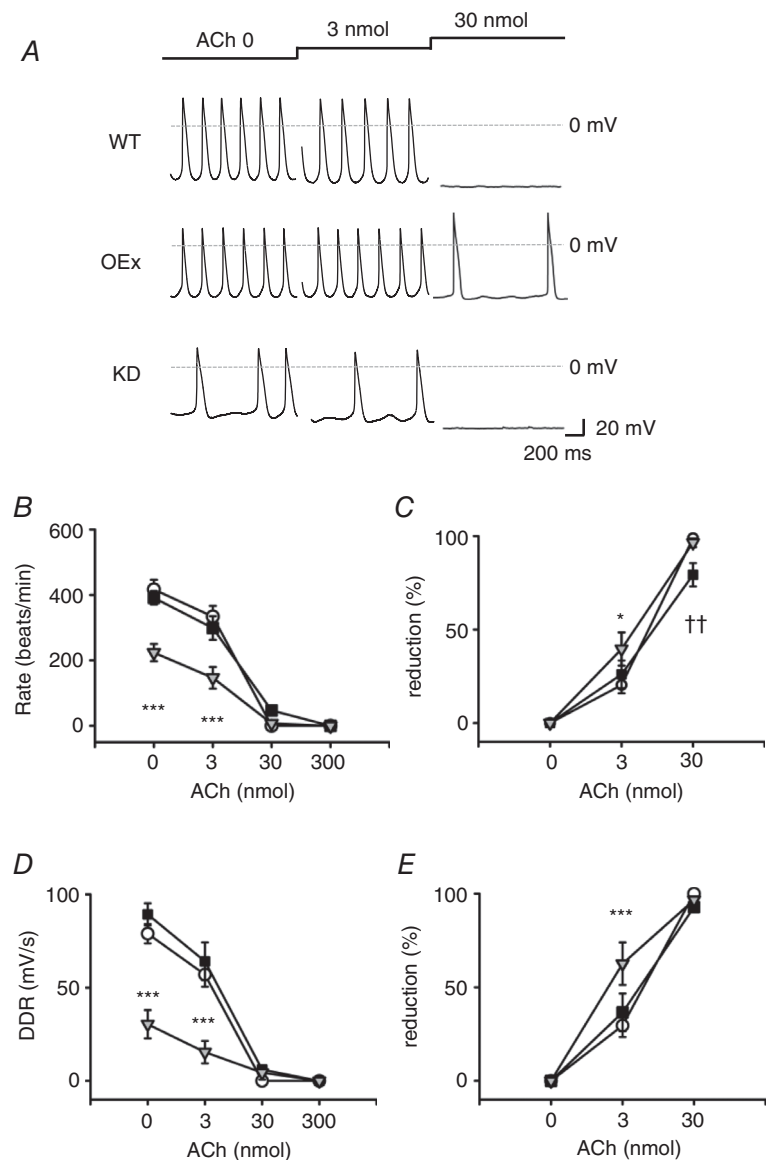 A
ACh 0
3 nmol
30 nmol
WT
0 mV
OEx
0 mV
KD
0 mV
20 mV
200 ms
B
Rate (beats/min)
600
400
200
0
***
***
0 3 30 300
ACh (nmol)
C
reduction (%)
100
50
0
*
††
0 3 30
ACh (nmol)
D
DDR (mV/s)
100
50
0
***
***
0 3 30 300
ACh (nmol)
E
reduction (%)
100
50
0
***
0 3 30
ACh (nmol)